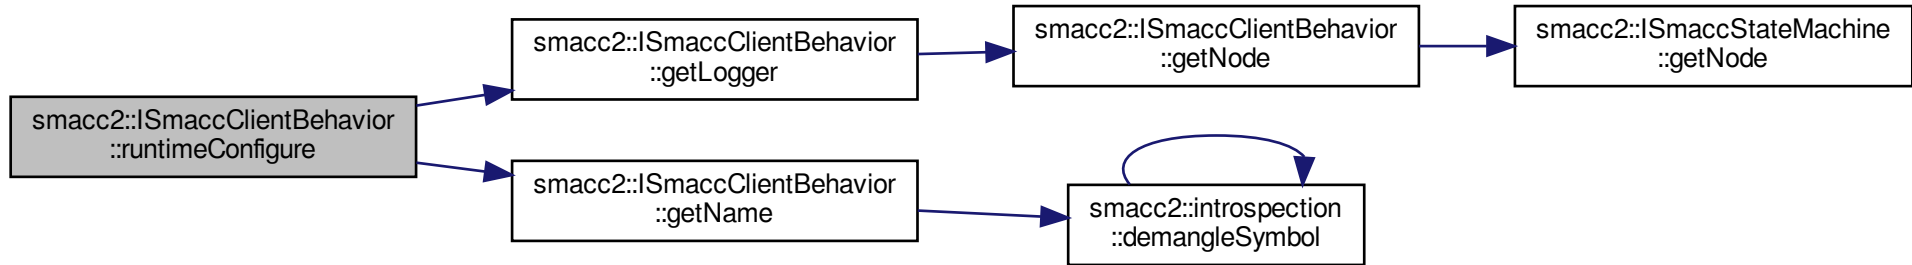 smacc2::ISmaccClientBehavior
::runtimeConfigure
smacc2::ISmaccClientBehavior
::getLogger
smacc2::ISmaccClientBehavior
::getNode
smacc2::ISmaccStateMachine
::getNode
smacc2::ISmaccClientBehavior
::getName
smacc2::introspection
::demangleSymbol